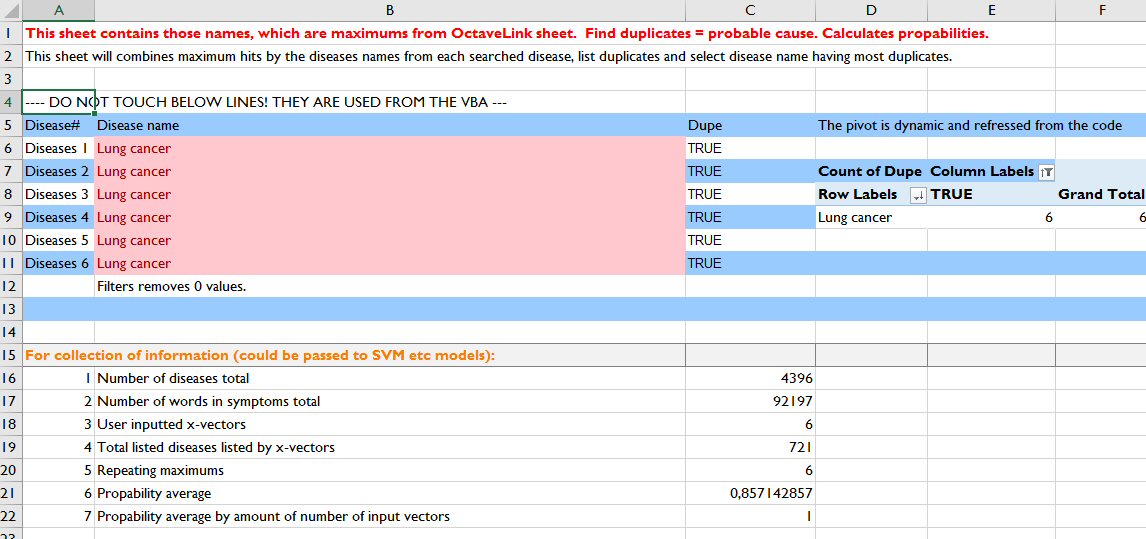 A B C D E F
1 This sheet contains those names, which are maximums from OctaveLink sheet. Find duplicates = probable cause. Calculates propabilities.
2 This sheet will combines maximum hits by the diseases names from each searched disease, list duplicates and select disease name having most duplicates.
3
4 ---- DO NOT TOUCH BELOW LINES! THEY ARE USED FROM THE VBA ---
5 Disease# Disease name Dupe The pivot is dynamic and refressed from the code
6 Diseases 1 Lung cancer TRUE
7 Diseases 2 Lung cancer TRUE Count of Dupe Column Labels
8 Diseases 3 Lung cancer TRUE Row Labels TRUE Grand Total
9 Diseases 4 Lung cancer TRUE Lung cancer 6 6
10 Diseases 5 Lung cancer TRUE
11 Diseases 6 Lung cancer TRUE
12 Filters removes 0 values.
13
14
15 For collection of information (could be passed to SVM etc models):
16 1 Number of diseases total 4396
17 2 Number of words in symptoms total 92197
18 3 User inputted x-vectors 6
19 4 Total listed diseases listed by x-vectors 721
20 5 Repeating maximums 6
21 6 Propability average 0,857142857
22 7 Propability average by amount of number of input vectors 1
23